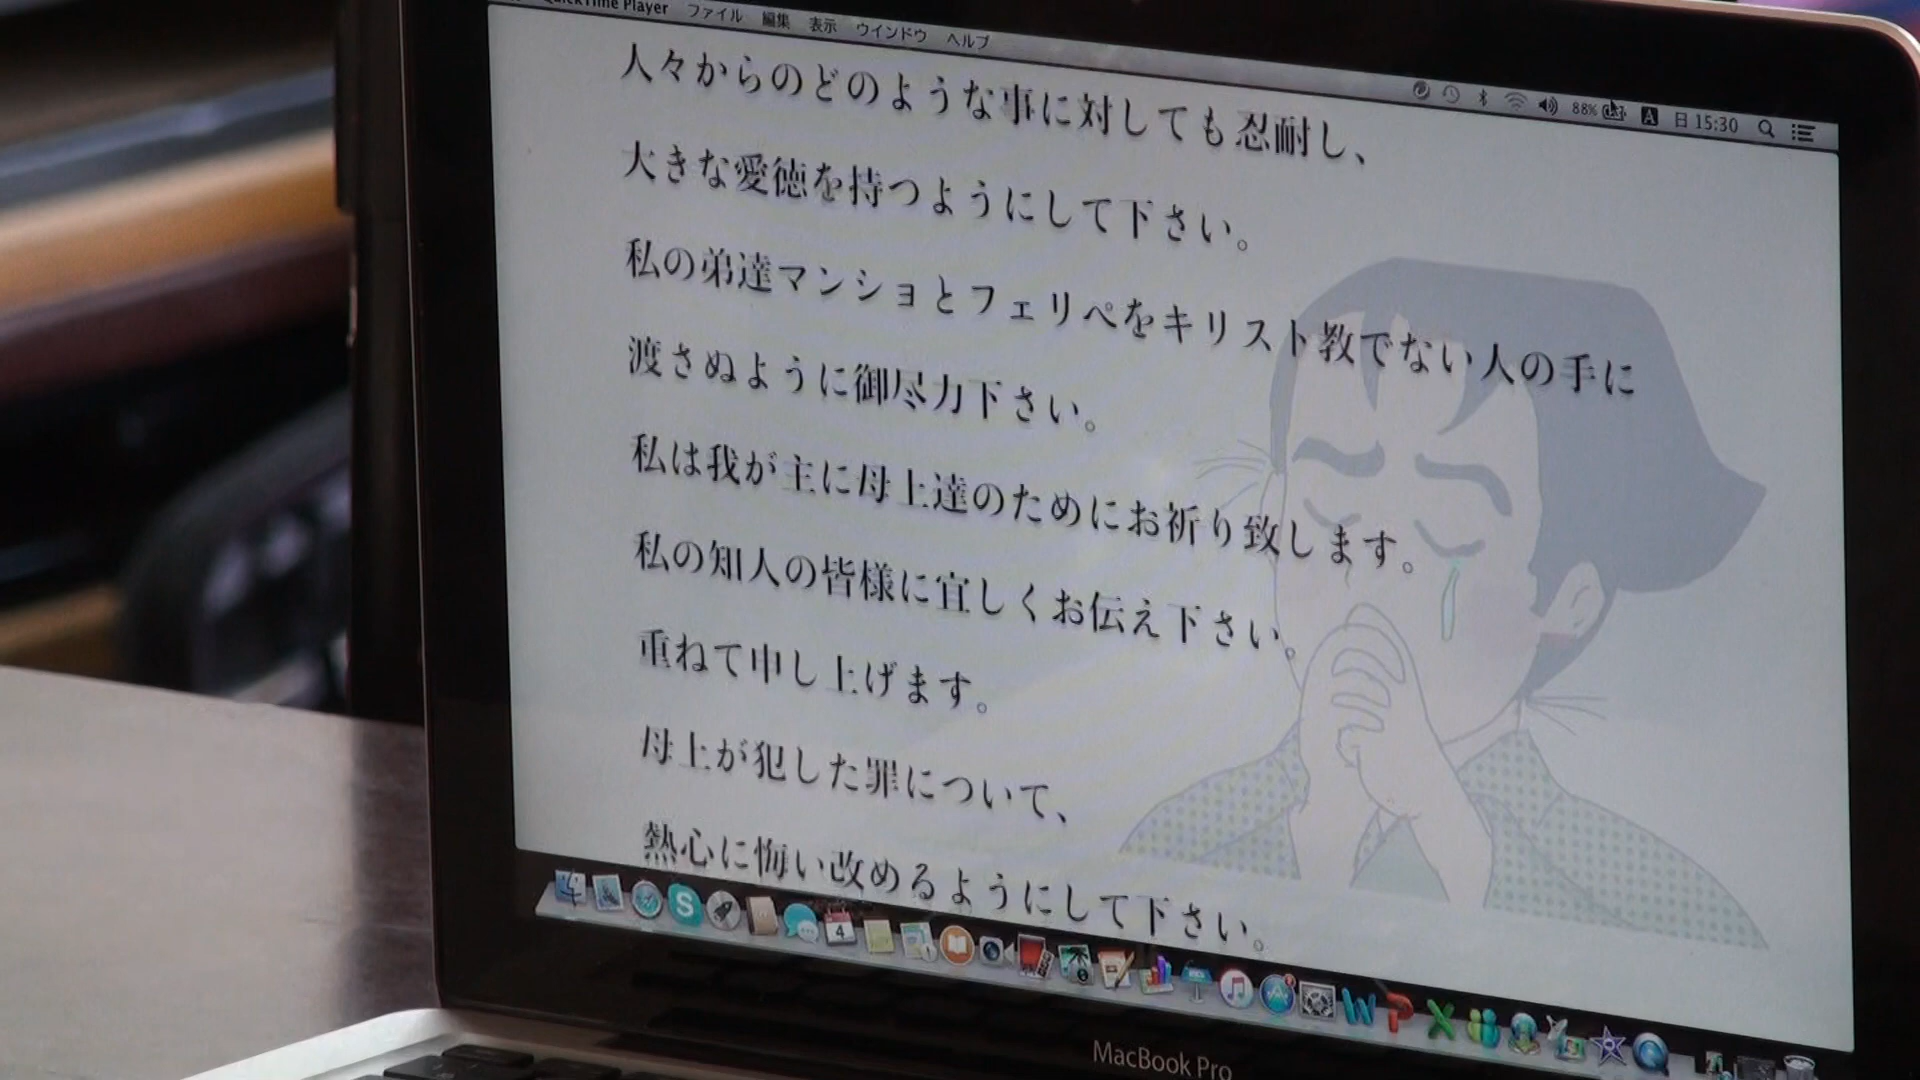 QuickTime Player ファイル 編集 表示 ウインドウ ヘルプ
88% A 日 15:30
人々からのどのような事に対しても忍耐し、
大きな愛徳を持つようにして下さい。
私の弟達マンショとフェリペをキリスト教でない人の手に
渡さぬように御尽力下さい。
私は我が主に母上達のためにお祈り致します。
私の知人の皆様に宜しくお伝え下さい。
重ねて申し上げます。
母上が犯した罪について、
熱心に悔い改めるようにして下さい。
4
MacBook Pro